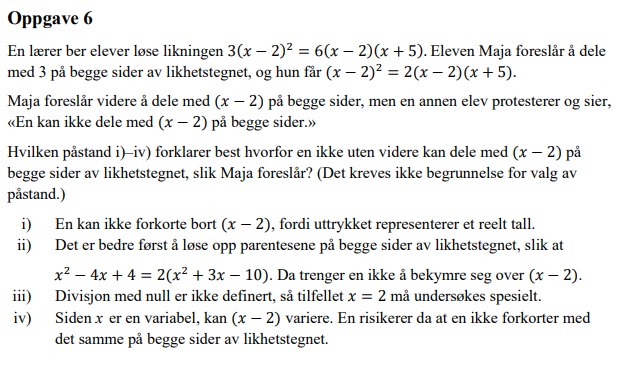 Oppgave 6
En lærer ber elever løse likningen 3(x − 2)² = 6(x − 2)(x + 5). Eleven Maja foreslår å dele
med 3 på begge sider av likhetstegnet, og hun får (x − 2)² = 2(x − 2)(x + 5).
Maja foreslår videre å dele med (x − 2) på begge sider, men en annen elev protesterer og sier,
«En kan ikke dele med (x − 2) på begge sider.»
Hvilken påstand i)–iv) forklarer best hvorfor en ikke uten videre kan dele med (x − 2) på
begge sider av likhetstegnet, slik Maja foreslår? (Det kreves ikke begrunnelse for valg av
påstand.)
i) En kan ikke forkorte bort (x − 2), fordi uttrykket representerer et reelt tall.
ii) Det er bedre først å løse opp parentesene på begge sider av likhetstegnet, slik at
x² − 4x + 4 = 2(x² + 3x − 10). Da trenger en ikke å bekymre seg over (x − 2).
iii) Divisjon med null er ikke definert, så tilfellet x = 2 må undersøkes spesielt.
iv) Siden x er en variabel, kan (x − 2) variere. En risikerer da at en ikke forkorter med
det samme på begge sider av likhetstegnet.